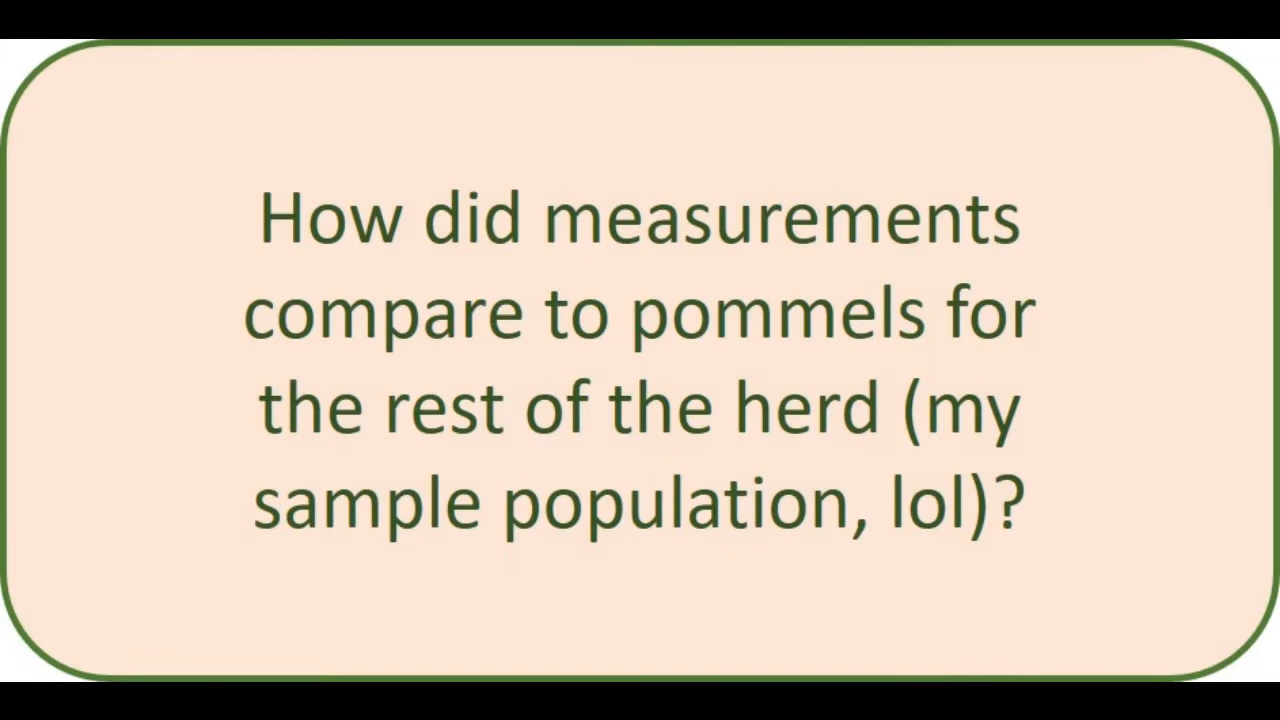 How did measurements
compare to pommels for
the rest of the herd (my
sample population, lol)?